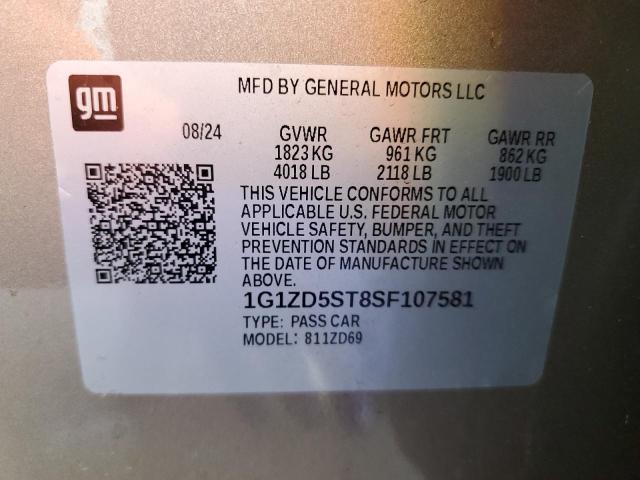 gm
MFD BY GENERAL MOTORS LLC
08/24 GVWR GAWR FRT GAWR RR
1823 KG 961 KG 862 KG
4018 LB 2118 LB 1900 LB
THIS VEHICLE CONFORMS TO ALL
APPLICABLE U.S. FEDERAL MOTOR
VEHICLE SAFETY, BUMPER, AND THEFT
PREVENTION STANDARDS IN EFFECT ON
THE DATE OF MANUFACTURE SHOWN
ABOVE.
1G1ZD5ST8SF107581
TYPE: PASS CAR
MODEL: 811ZD69